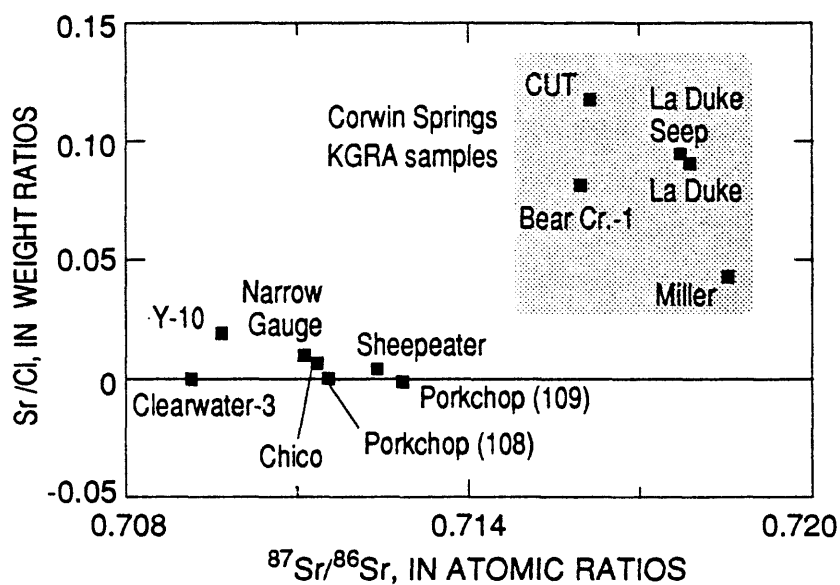 0.15
CUT
La Duke
Seep
Corwin Springs
KGRA samples
0.10
La Duke
Bear Cr.-1
0.05
Miller
Narrow
Gauge
Y-10
Sheepeater
0
Clearwater-3
Porkchop (109)
Chico
Porkchop (108)
-0.05
0.708
0.714
0.720
Sr/Cl, IN WEIGHT RATIOS
⁸⁷Sr/⁸⁶Sr, IN ATOMIC RATIOS